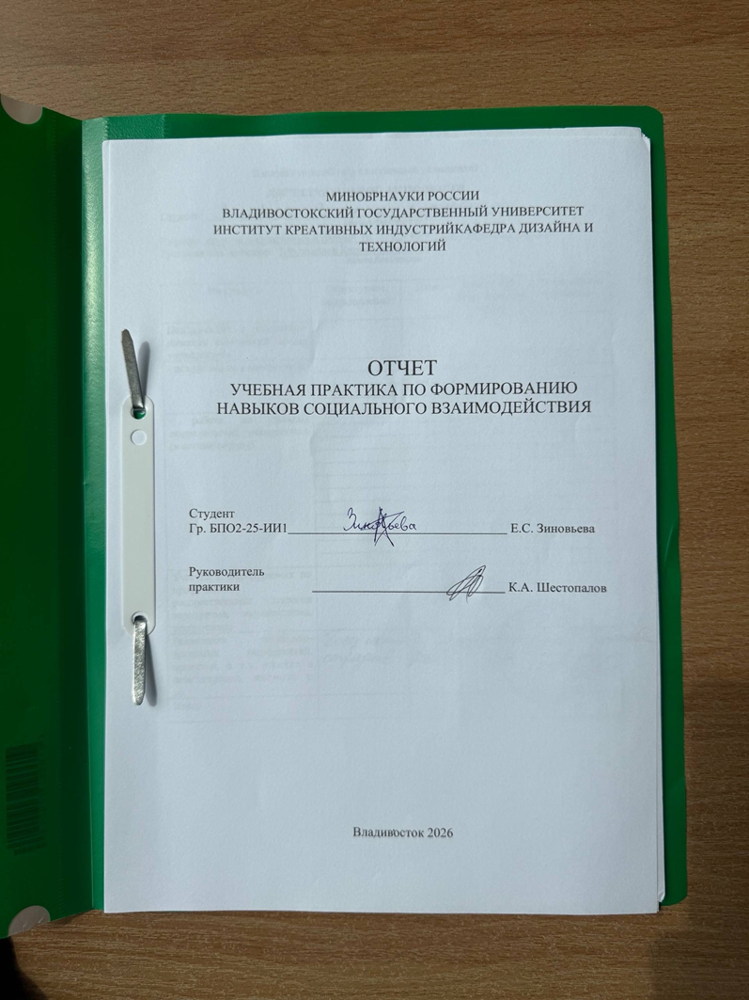 МИНОБРНАУКИ РОССИИ
ВЛАДИВОСТОКСКИЙ ГОСУДАРСТВЕННЫЙ УНИВЕРСИТЕТ
ИНСТИТУТ КРЕАТИВНЫХ ИНДУСТРИЙКАФЕДРА ДИЗАЙНА И
ТЕХНОЛОГИЙ
ОТЧЕТ
УЧЕБНАЯ ПРАКТИКА ПО ФОРМИРОВАНИЮ
НАВЫКОВ СОЦИАЛЬНОГО ВЗАИМОДЕЙСТВИЯ
Студент
Гр. БПО2-25-ИИ1 Зиновьева Е.С. Зиновьева
Руководитель
практики К.А. Шестопалов
Владивосток 2026